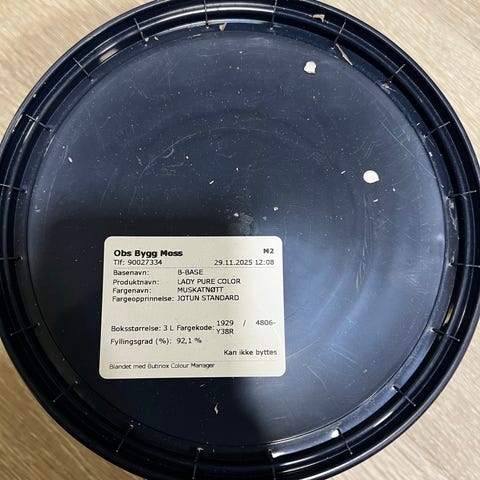 Obs Bygg Moss M2
Tlf: 90027334 29.11.2025 12:08
Basenavn: B-BASE
Produktnavn: LADY PURE COLOR
Fargenavn: MUSKATNØTT
Fargeopprinnelse: JOTUN STANDARD
Boksstørrelse: 3 L Fargekode: 1929 / 4806-
Y38R
Fyllingsgrad (%): 92,1 %
Kan ikke byttes
Blandet med Butinox Colour Manager